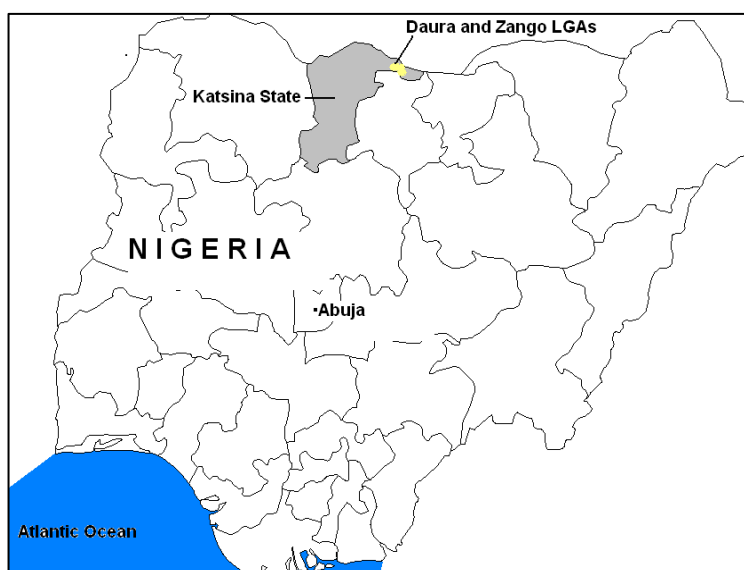 Daura and Zango LGAs
Katsina State
NIGERIA
Abuja
Atlantic Ocean